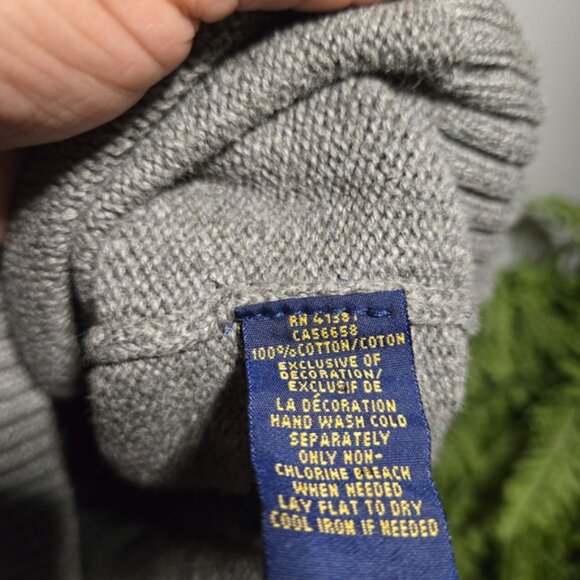 RN 41381
CA56658
100% COTTON/COTON
EXCLUSIVE OF
DECORATION/
EXCLUSIF DE
LA DÉCORATION
HAND WASH COLD
SEPARATELY
ONLY NON-
CHLORINE BLEACH
WHEN NEEDED
LAY FLAT TO DRY
COOL IRON IF NEEDED